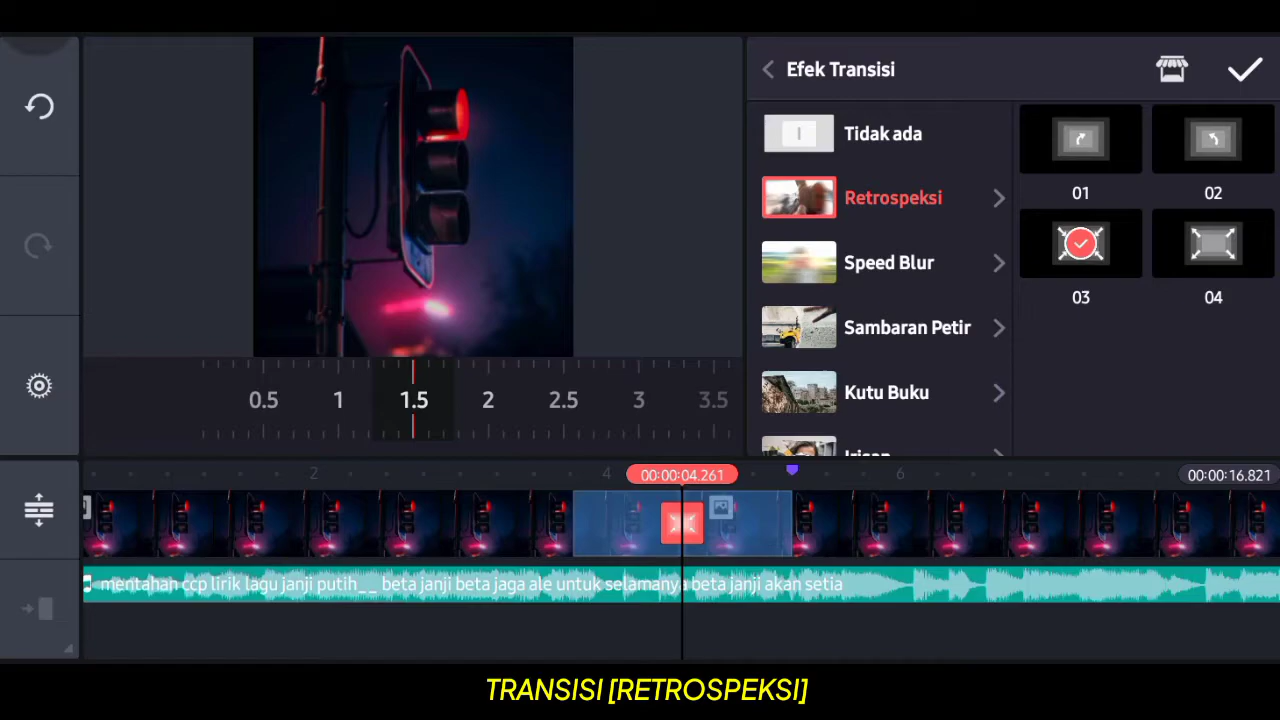 Efek Transisi
Tidak ada
Retrospeksi
Speed Blur
Sambaran Petir
Kutu Buku
Irisan
01
02
03
04
0.5 1 1.5 2 2.5 3 3.5
2 4 6
00:00:04.261
00:00:16.821
mentahan ccp lirik lagu janji putih__ beta janji beta jaga ale untuk selamanya beta janji akan setia
TRANSISI [RETROSPEKSI]